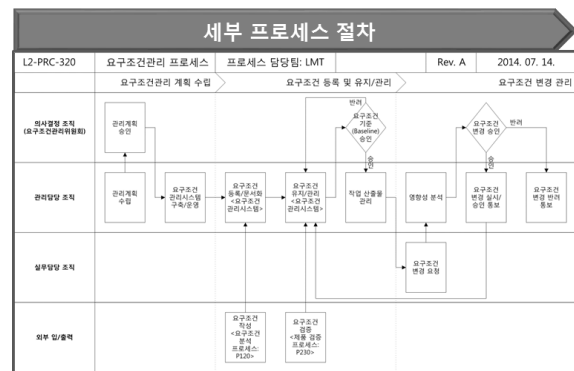 세부 프로세스 절차
L2-PRC-320 요구조건관리 프로세스 프로세스 담당팀: LMT Rev. A 2014. 07. 14.
요구조건관리 계획 수립 요구조건 등록 및 유지/관리 요구조건 변경 관리
의사결정 조직
(요구조건관리위원회)
관리계획
승인
반려
요구조건
기준
(Baseline)
승인
승인
요구조건
변경 승인
반려
승인
관리담당 조직
관리계획
수립
요구조건
관리시스템
구축/운영
요구조건
등록/문서화
<요구조건
관리시스템>
요구조건
유지/관리
<요구조건
관리시스템>
작업 산출물
관리
영향성 분석
요구조건
변경 실시/
승인 통보
요구조건
변경 반려
통보
실무담당 조직
요구조건
변경 요청
외부 입/출력
요구조건
작성
<요구조건
분석
프로세스:
P120>
요구조건
검증
<제품 검증
프로세스:
P230>